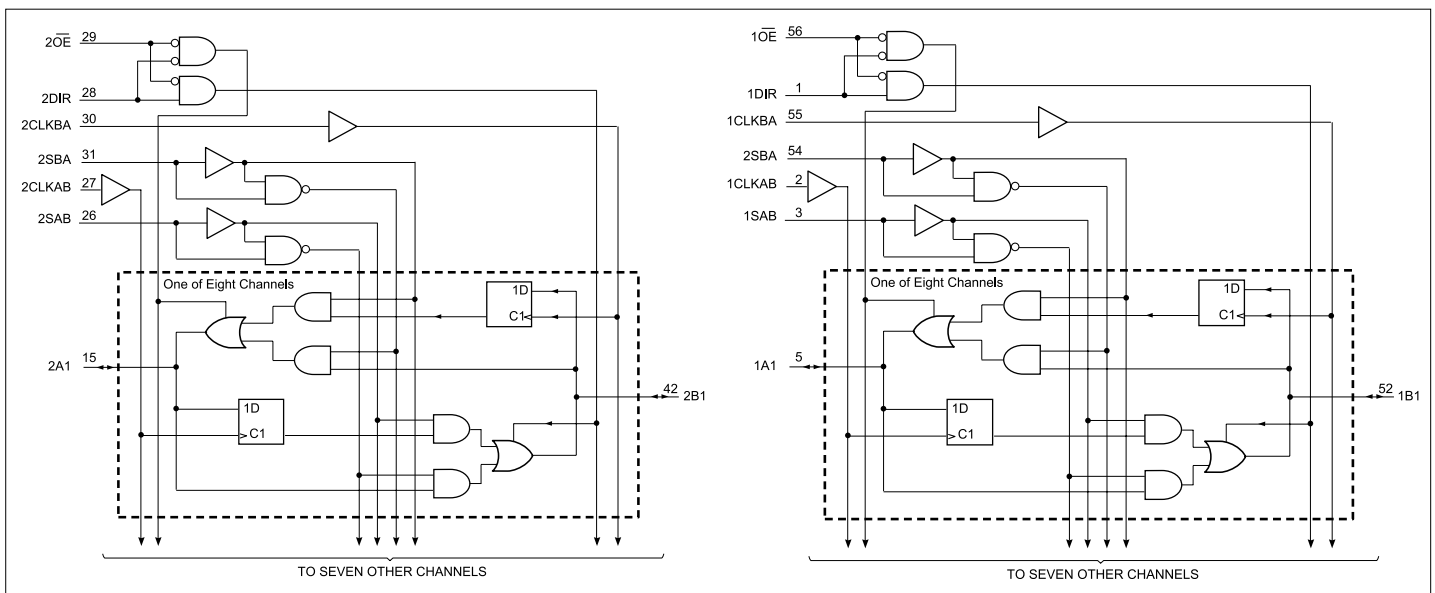 2O̅E̅ 29
2DIR 28
2CLKBA 30
2SBA 31
2CLKAB 27
2SAB 26
One of Eight Channels
1D
C1
2A1 15
1D
C1
42 2B1
TO SEVEN OTHER CHANNELS
1O̅E̅ 56
1DIR 1
1CLKBA 55
2SBA 54
1CLKAB 2
1SAB 3
One of Eight Channels
1D
C1
1A1 5
1D
C1
52 1B1
TO SEVEN OTHER CHANNELS